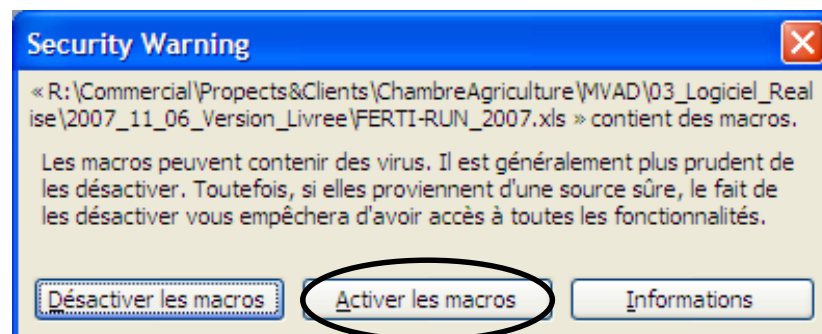 Security Warning
« R:\Commercial\Propects&Clients\ChambreAgriculture\MVAD\03_Logiciel_Real
ise\2007_11_06_Version_Livree\FERTI-RUN_2007.xls » contient des macros.
Les macros peuvent contenir des virus. Il est généralement plus prudent de
les désactiver. Toutefois, si elles proviennent d'une source sûre, le fait de
les désactiver vous empêchera d'avoir accès à toutes les fonctionnalités.
Désactiver les macros Activer les macros Informations